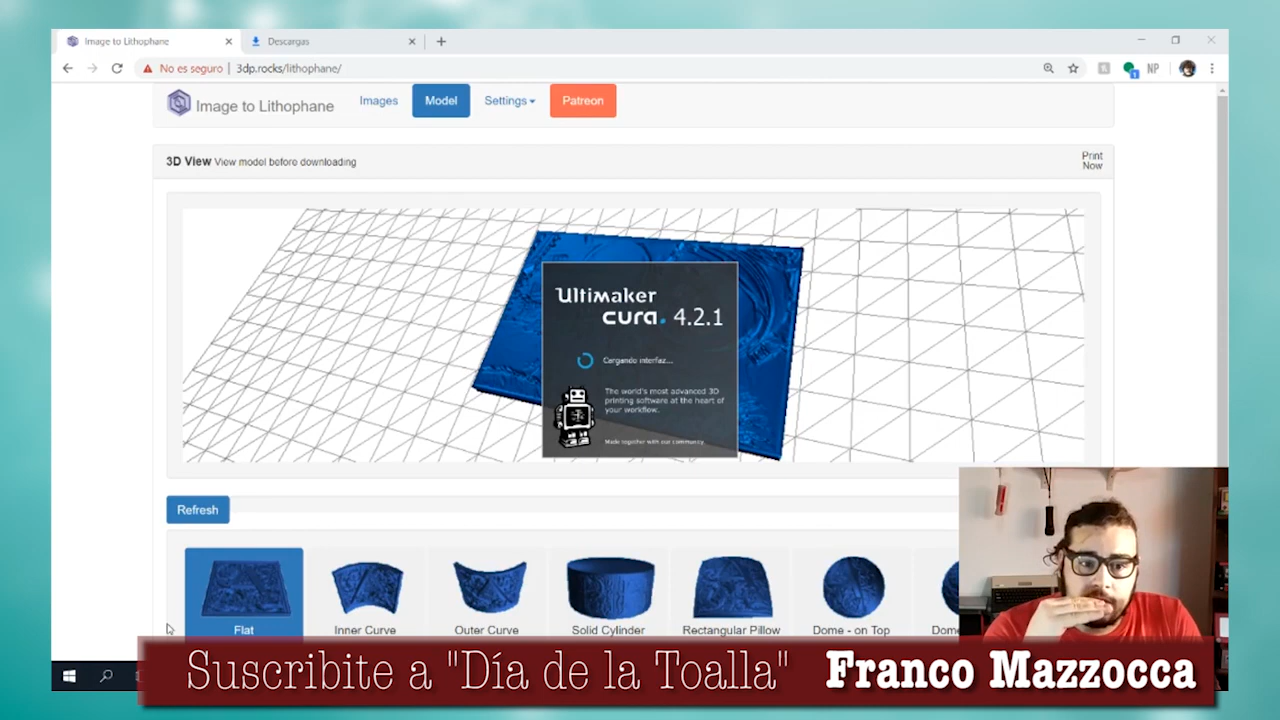 Image to Lithophane
Descargas
No es seguro
3dp.rocks/lithophane/
NP
Image to Lithophane
Images
Model
Settings
Patreon
3D View View model before downloading
Print
Now
Ultimaker
cura. 4.2.1
Cargando interfaz...
The world's most advanced 3D
printing software at the heart of
your workflow.
Made together with our community.
Refresh
Flat
Inner Curve
Outer Curve
Solid Cylinder
Rectangular Pillow
Dome - on Top
Suscribite a "Día de la Toalla"
Franco Mazzocca